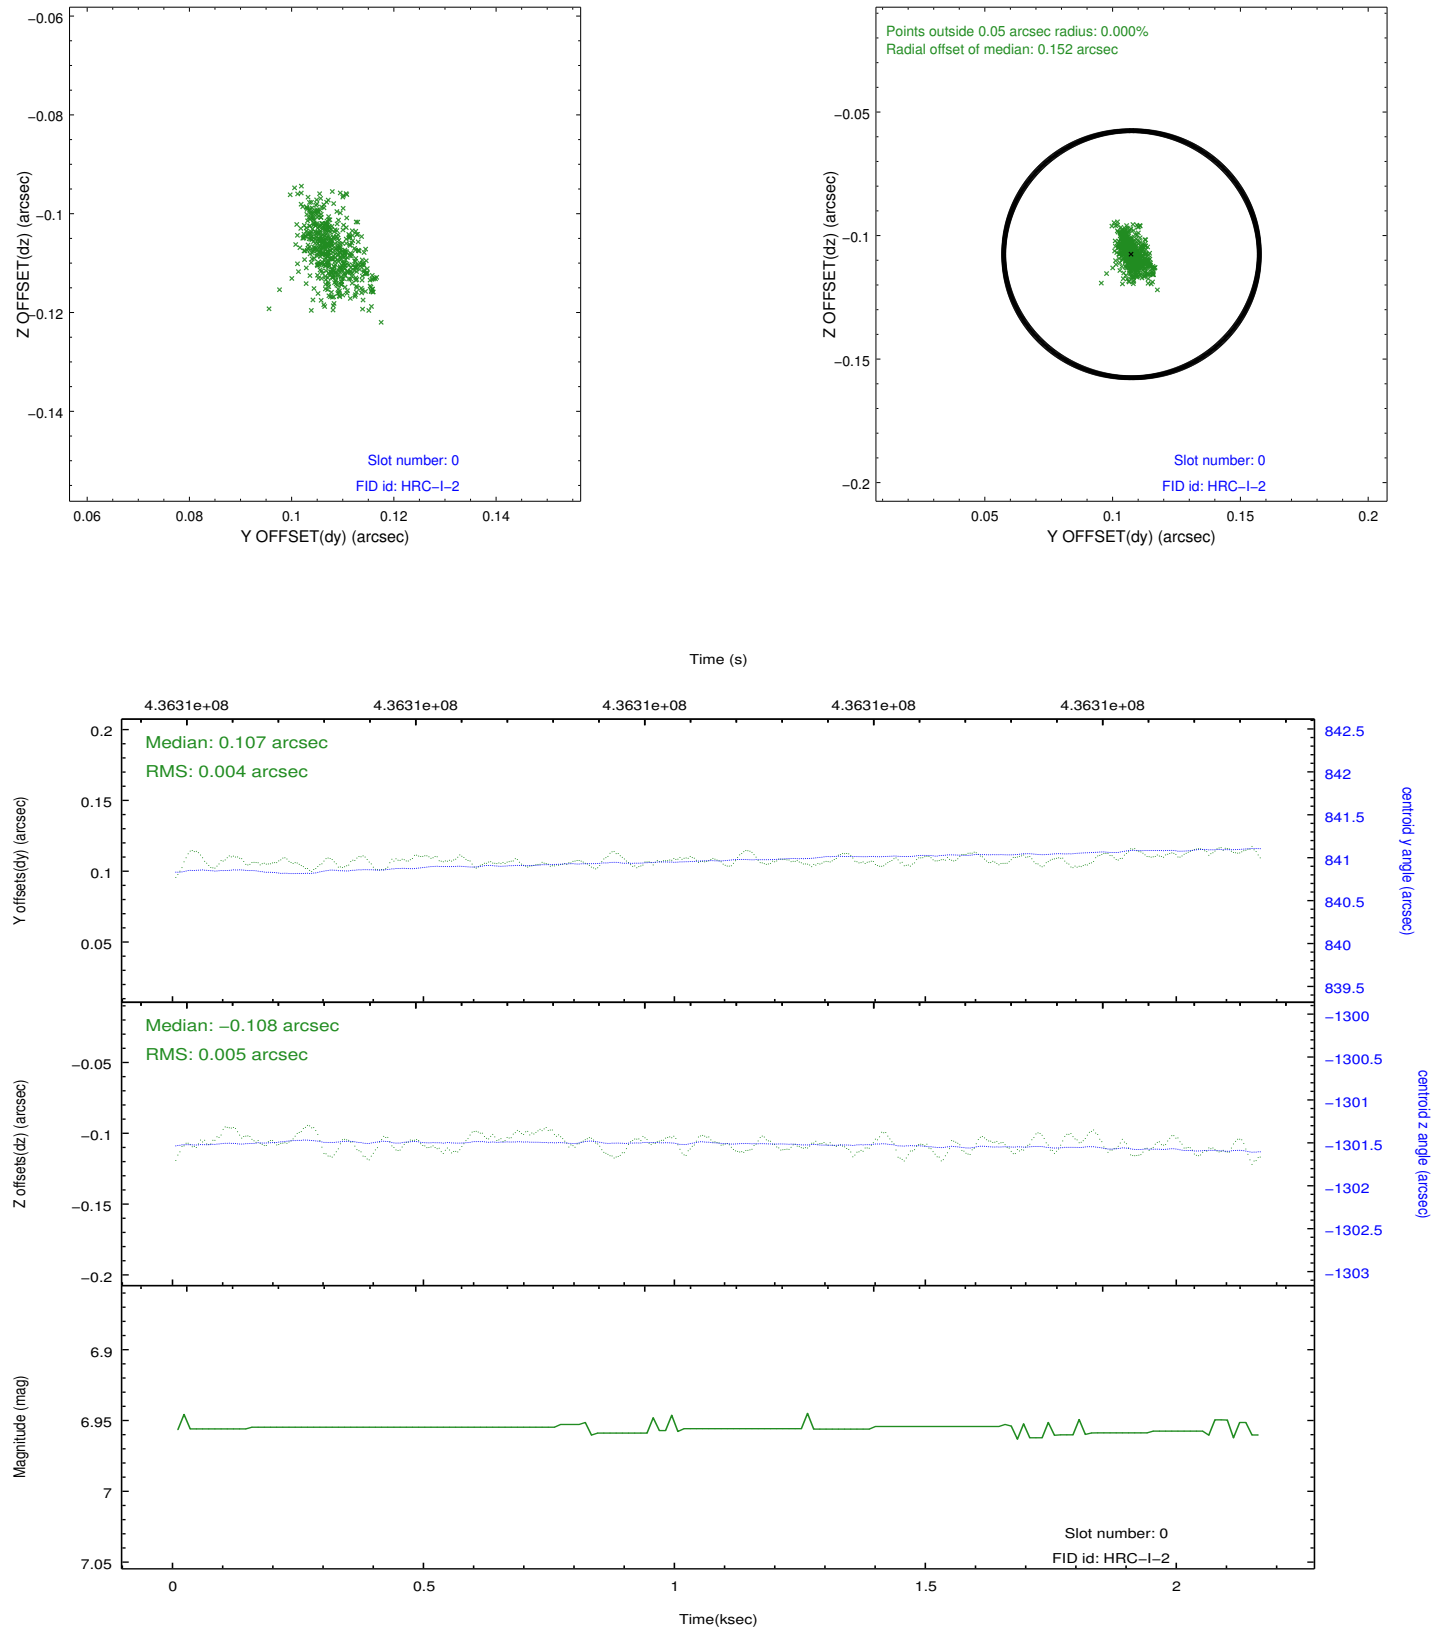 −0.06
−0.08
−0.1
−0.12
−0.14
Z OFFSET(dz) (arcsec)
Slot number: 0
FID id: HRC−I−2
0.06
0.08
0.1
0.12
0.14
Y OFFSET(dy) (arcsec)
Points outside 0.05 arcsec radius: 0.000%
Radial offset of median: 0.152 arcsec
−0.05
−0.1
−0.15
−0.2
Z OFFSET(dz) (arcsec)
Slot number: 0
FID id: HRC−I−2
0.05
0.1
0.15
0.2
Y OFFSET(dy) (arcsec)
Time (s)
4.3631e+08
4.3631e+08
4.3631e+08
4.3631e+08
4.3631e+08
Median: 0.107 arcsec
RMS: 0.004 arcsec
0.2
0.15
0.1
0.05
Y offsets(dy) (arcsec)
842.5
842
841.5
841
840.5
840
839.5
centroid y angle (arcsec)
Median: −0.108 arcsec
RMS: 0.005 arcsec
−0.05
−0.1
−0.15
−0.2
Z offsets(dz) (arcsec)
−1300
−1300.5
−1301
−1301.5
−1302
−1302.5
−1303
centroid z angle (arcsec)
6.9
6.95
7
7.05
Magnitude (mag)
Slot number: 0
FID id: HRC−I−2
0
0.5
1
1.5
2
Time(ksec)